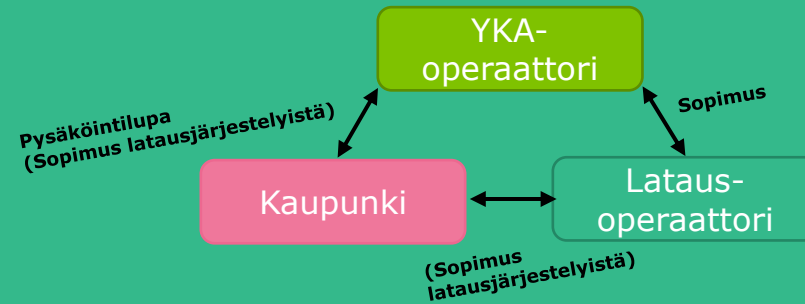 YKA-
operaattori
Sopimus
Pysäköintilupa
(Sopimus latausjärjestelyistä)
Kaupunki
Lataus-
operaattori
(Sopimus
latausjärjestelyistä)